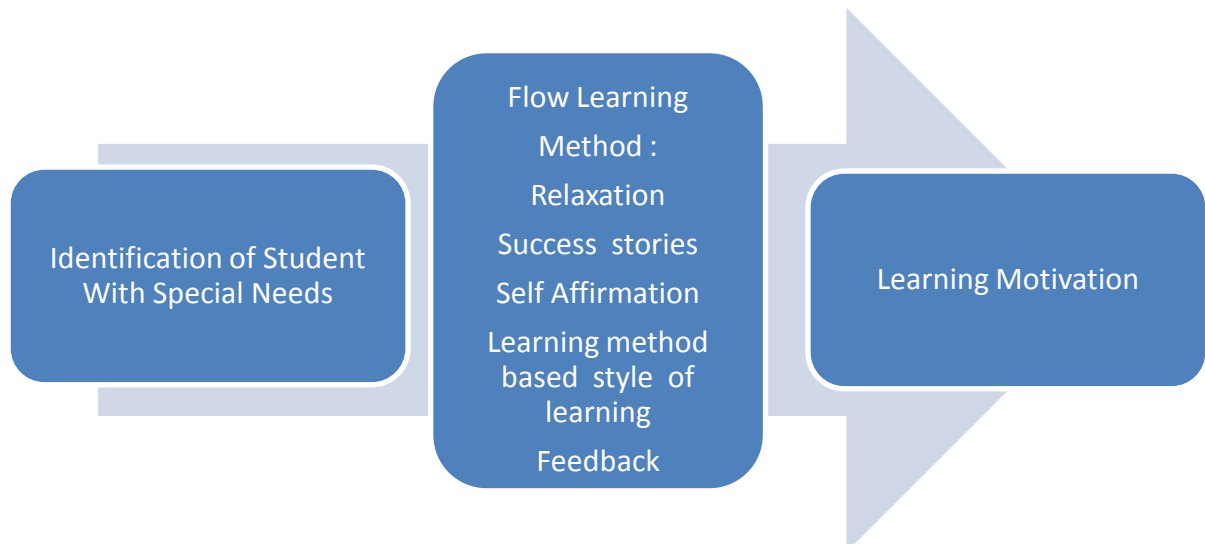 Identification of Student
With Special Needs
Flow Learning
Method :
Relaxation
Success stories
Self Affirmation
Learning method
based style of
learning
Feedback
Learning Motivation